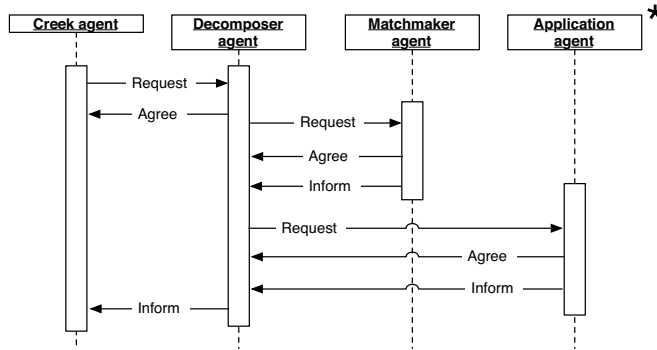 Creek agent
Decomposer
agent
Matchmaker
agent
Application
agent
*
Request
Agree
Request
Agree
Inform
Request
Agree
Inform
Inform